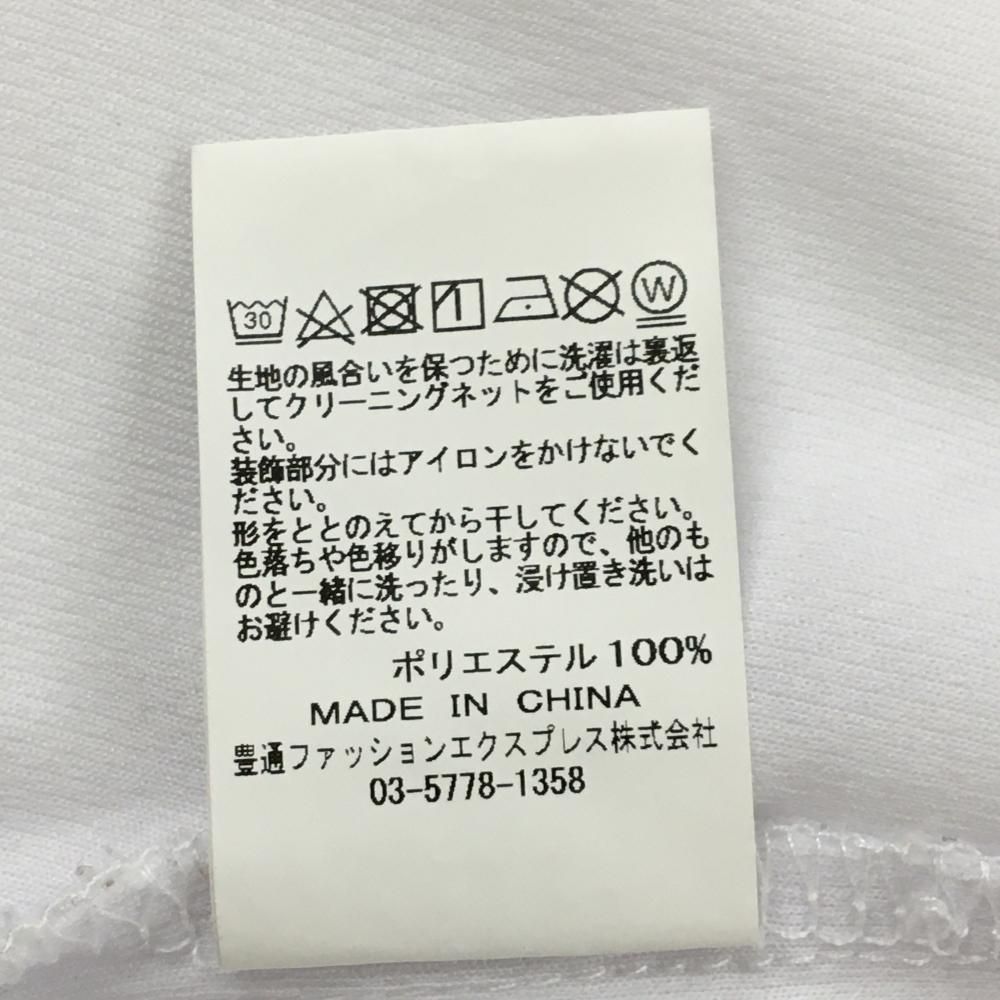 30 W
生地の風合いを保つために洗濯は裏返
してクリーニングネットをご使用くだ
さい。
装飾部分にはアイロンをかけないでく
ださい。
形をととのえてから干してください。
色落ちや色移りがしますので、他のも
のと一緒に洗ったり、浸け置き洗いは
お避けください。
ポリエステル100%
MADE IN CHINA
豊通ファッションエクスプレス株式会社
03-5778-1358